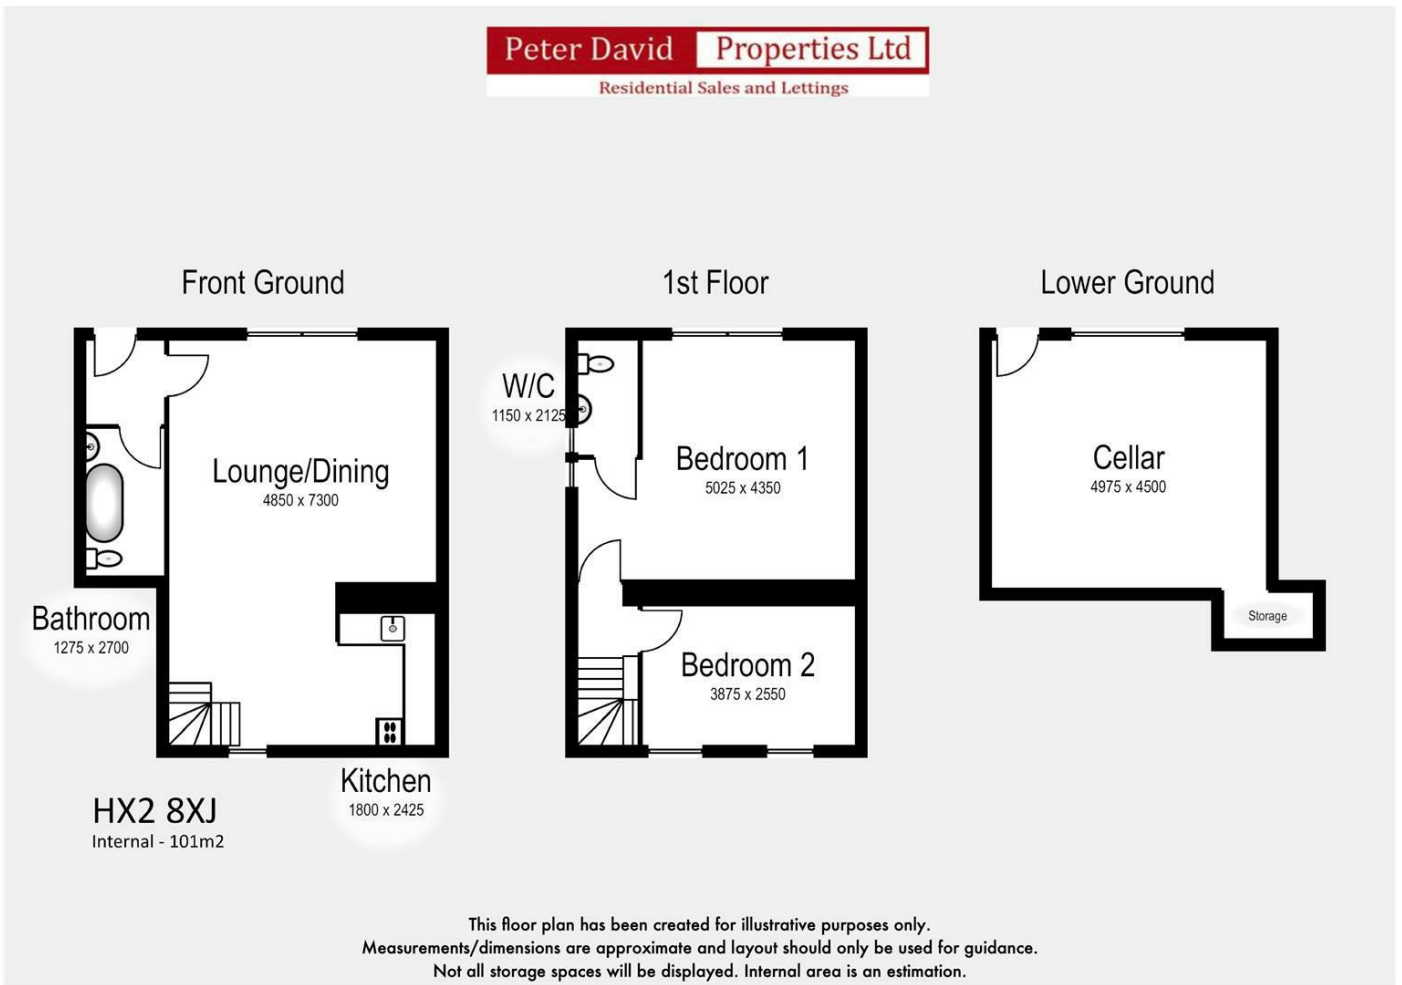 Peter David Properties Ltd
Residential Sales and Lettings
Front Ground
1st Floor
Lower Ground
Lounge/Dining
4850 x 7300
Bathroom
1275 x 2700
Kitchen
1800 x 2425
W/C
1150 x 2125
Bedroom 1
5025 x 4350
Bedroom 2
3875 x 2550
Cellar
4975 x 4500
Storage
HX2 8XJ
Internal - 101m2
This floor plan has been created for illustrative purposes only.
Measurements/dimensions are approximate and layout should only be used for guidance.
Not all storage spaces will be displayed. Internal area is an estimation.